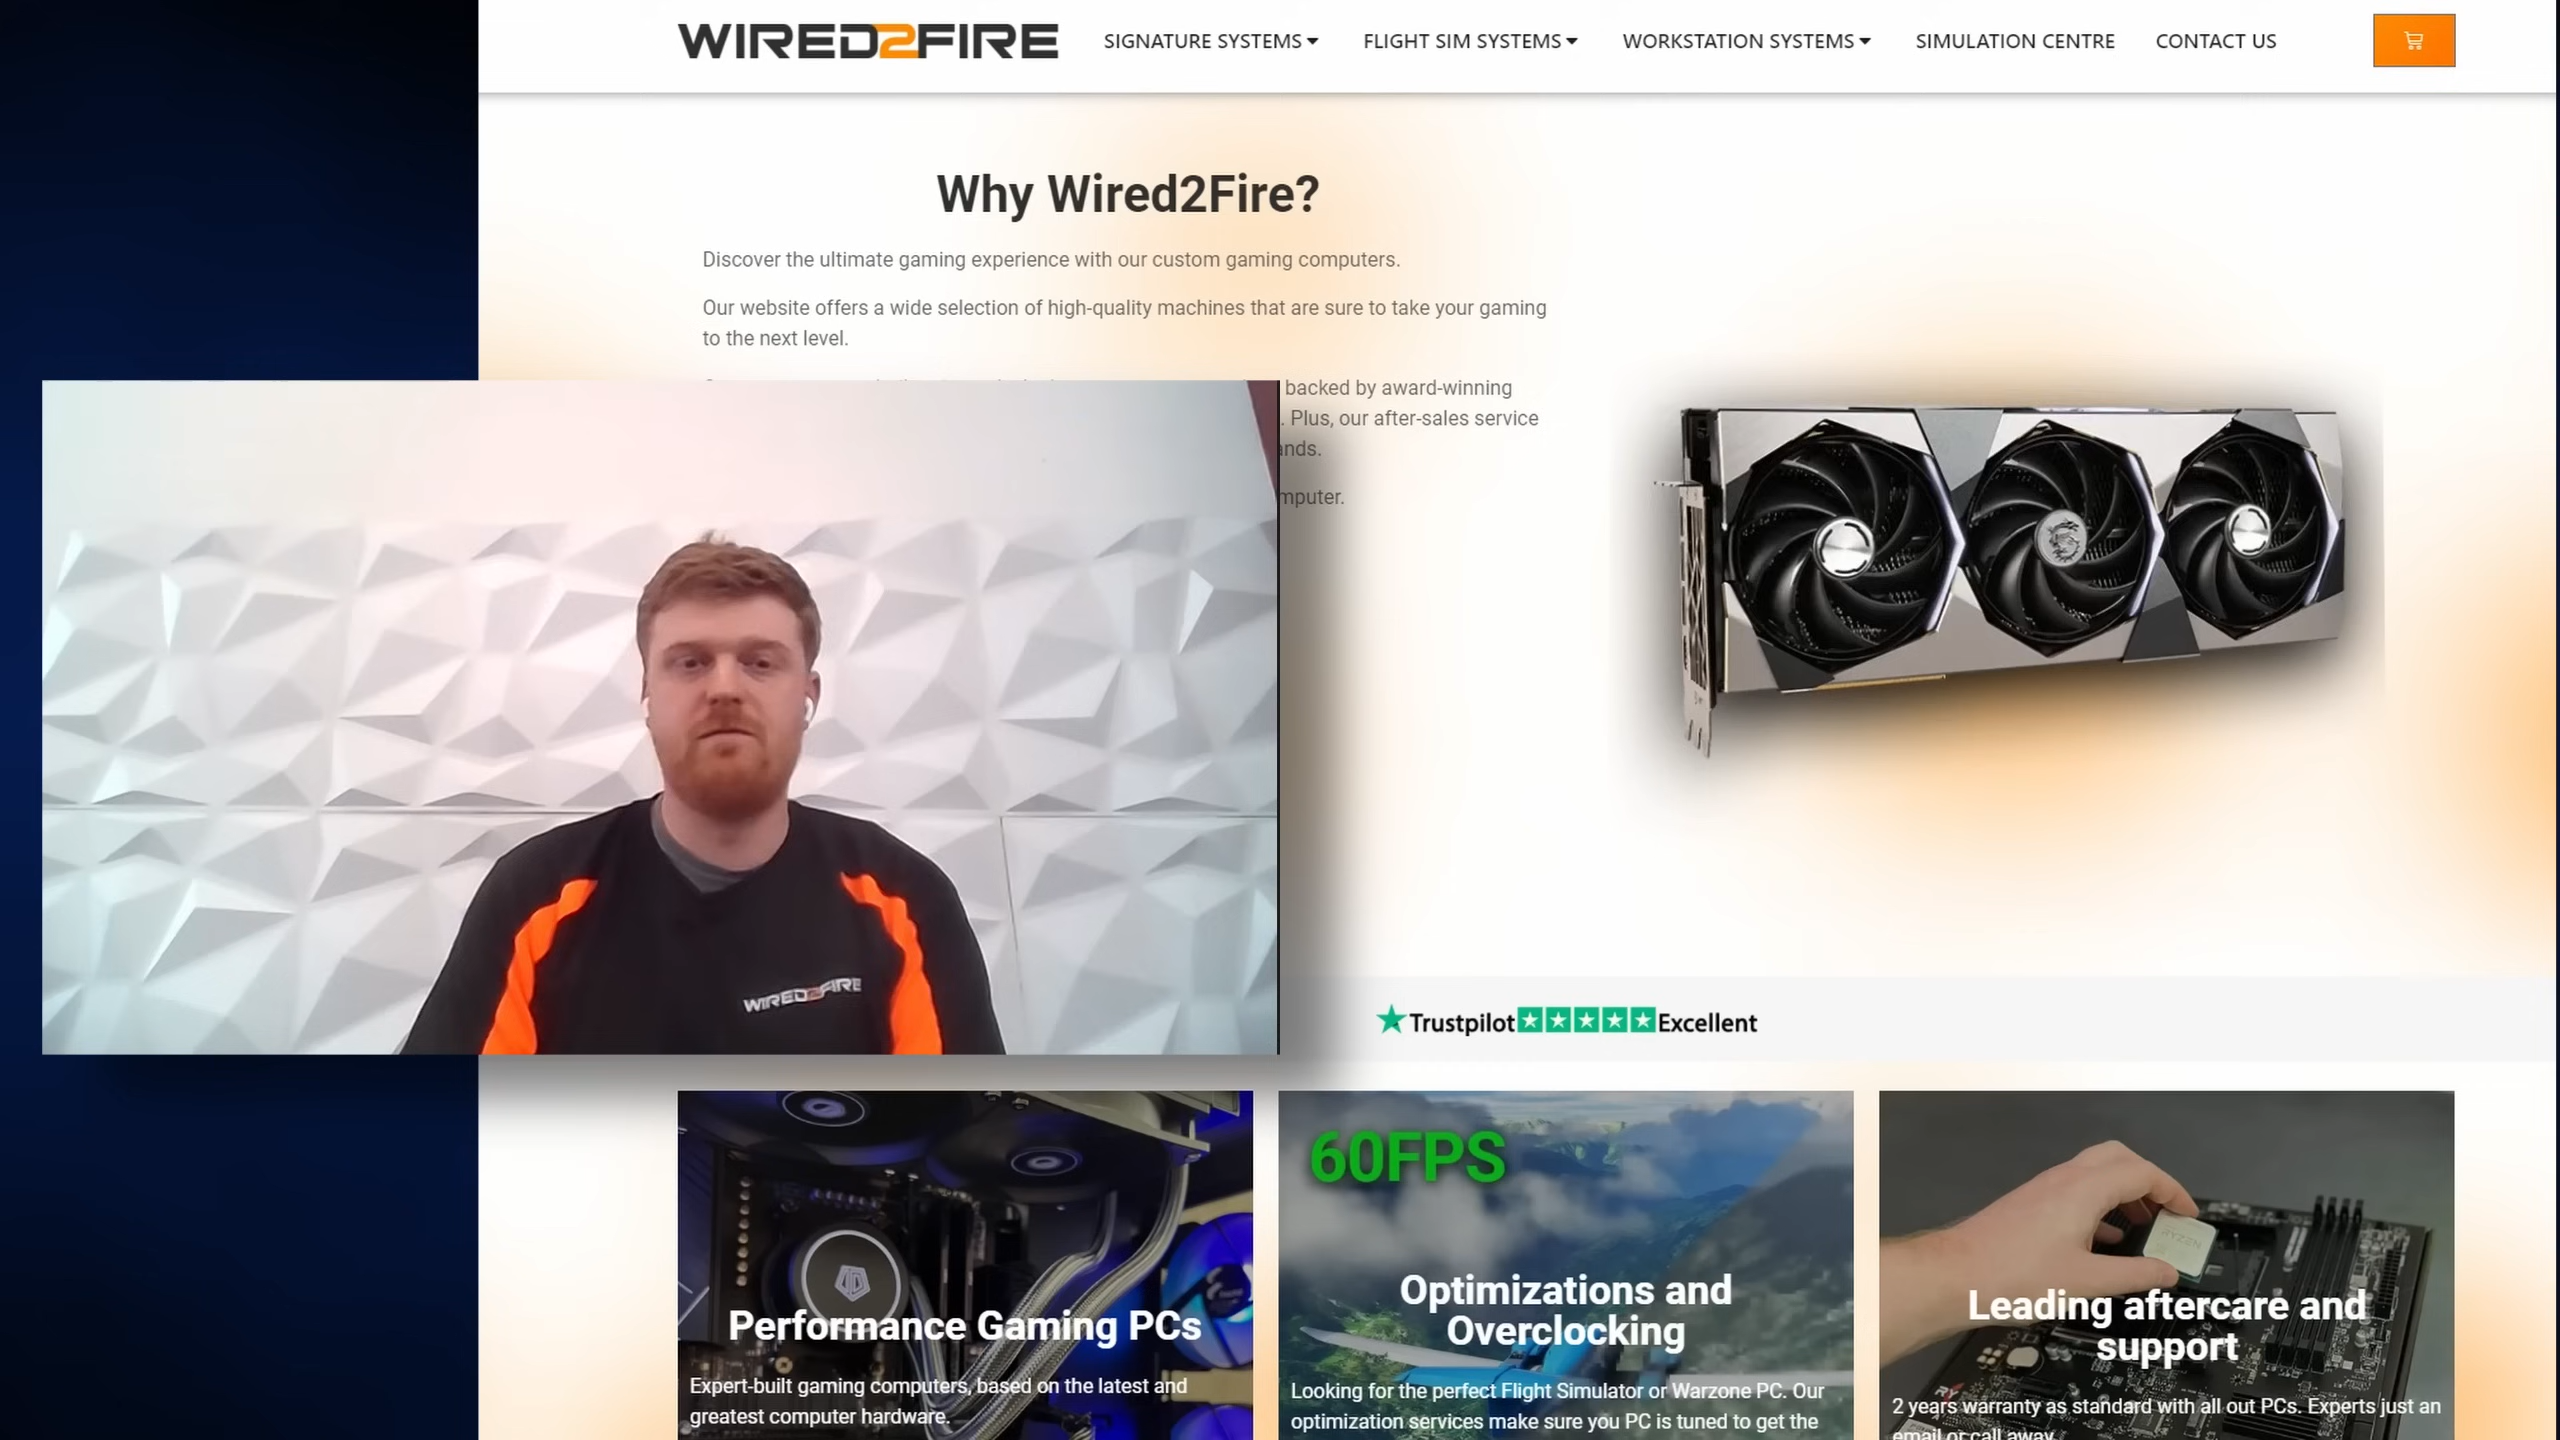 WIRED2FIRE
SIGNATURE SYSTEMS
FLIGHT SIM SYSTEMS
WORKSTATION SYSTEMS
SIMULATION CENTRE
CONTACT US
Why Wired2Fire?
Discover the ultimate gaming experience with our custom gaming computers.
Our website offers a wide selection of high-quality machines that are sure to take your gaming
to the next level.
backed by award-winning
. Plus, our after-sales service
WIRED2FIRE
Trustpilot Excellent
60FPS
Performance Gaming PCs
Expert-built gaming computers, based on the latest and
greatest computer hardware.
Optimizations and
Overclocking
Looking for the perfect Flight Simulator or Warzone PC. Our
optimization services make sure you PC is tuned to get the
RYZEN
Leading aftercare and
support
2 years warranty as standard with all out PCs. Experts just an
email or call away